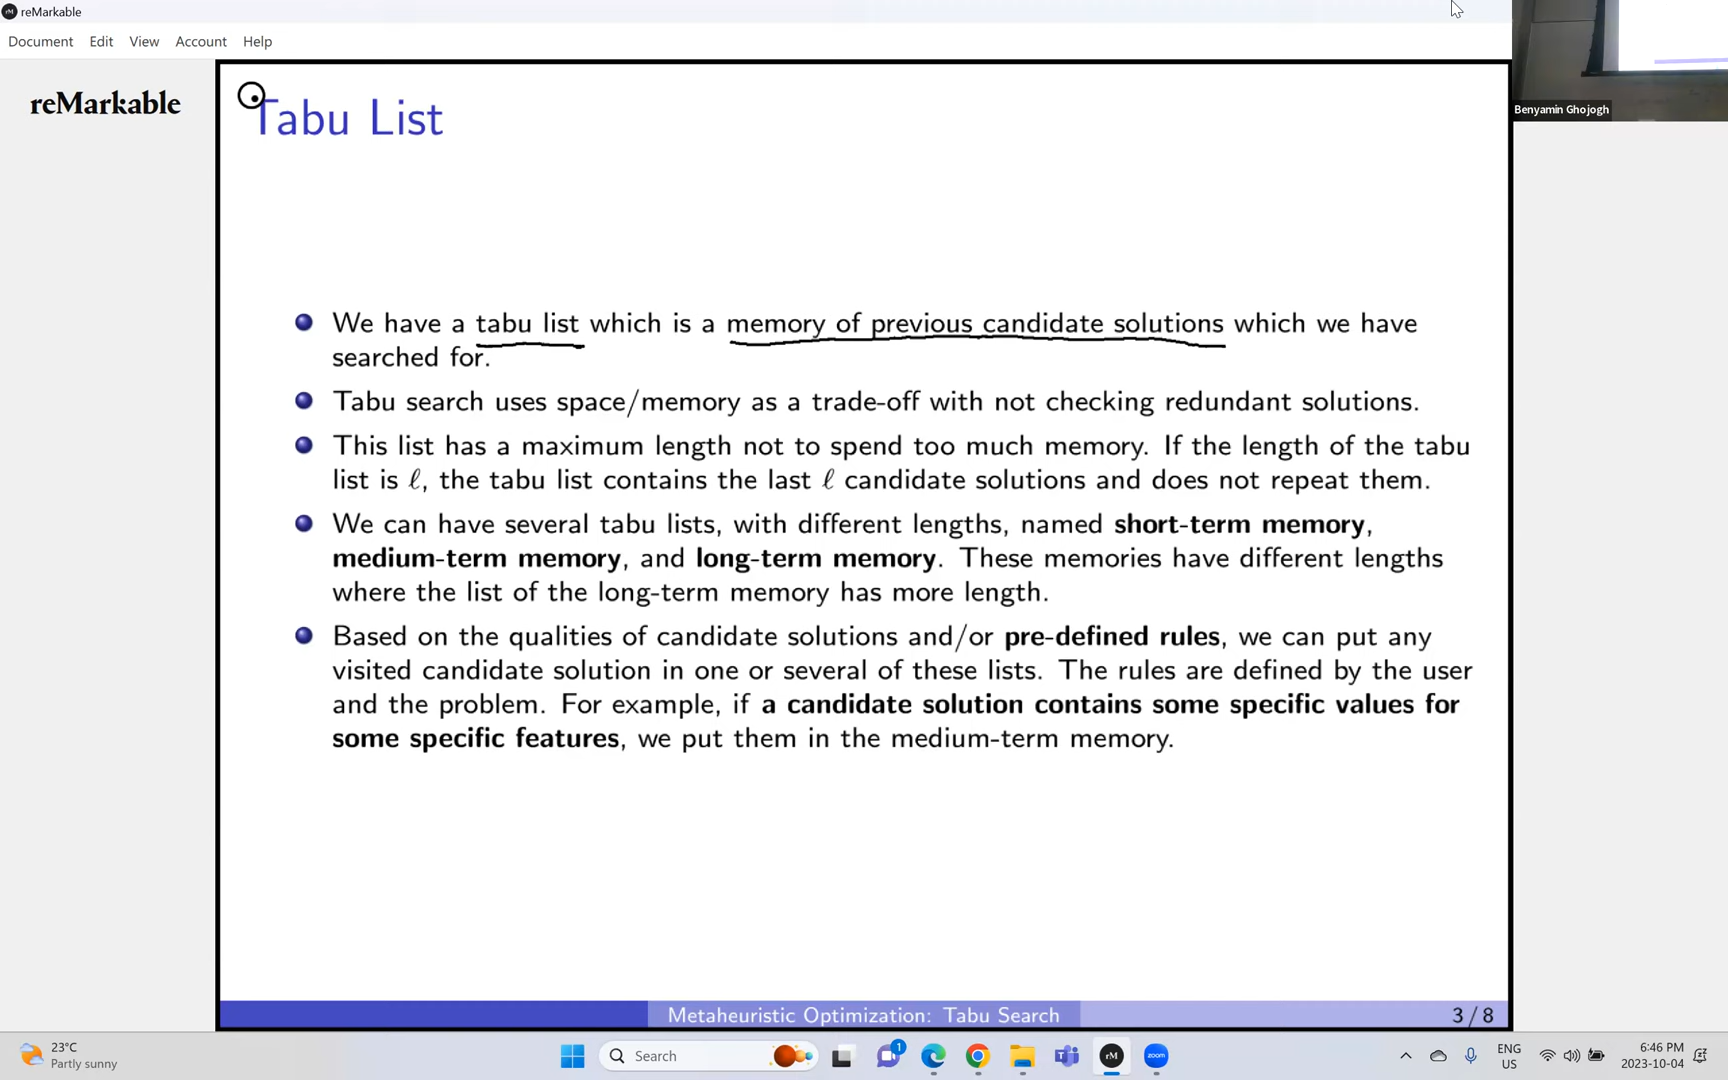 reMarkable
Document Edit View Account Help
reMarkable
Benyamin Ghojogh
Tabu List
We have a tabu list which is a memory of previous candidate solutions which we have
searched for.
Tabu search uses space/memory as a trade-off with not checking redundant solutions.
This list has a maximum length not to spend too much memory. If the length of the tabu
list is ℓ, the tabu list contains the last ℓ candidate solutions and does not repeat them.
We can have several tabu lists, with different lengths, named short-term memory,
medium-term memory, and long-term memory. These memories have different lengths
where the list of the long-term memory has more length.
Based on the qualities of candidate solutions and/or pre-defined rules, we can put any
visited candidate solution in one or several of these lists. The rules are defined by the user
and the problem. For example, if a candidate solution contains some specific values for
some specific features, we put them in the medium-term memory.
Metaheuristic Optimization: Tabu Search 3 / 8
23°C
Partly sunny
Search
1
rM
zoom
ENG
US
6:46 PM
2023-10-04